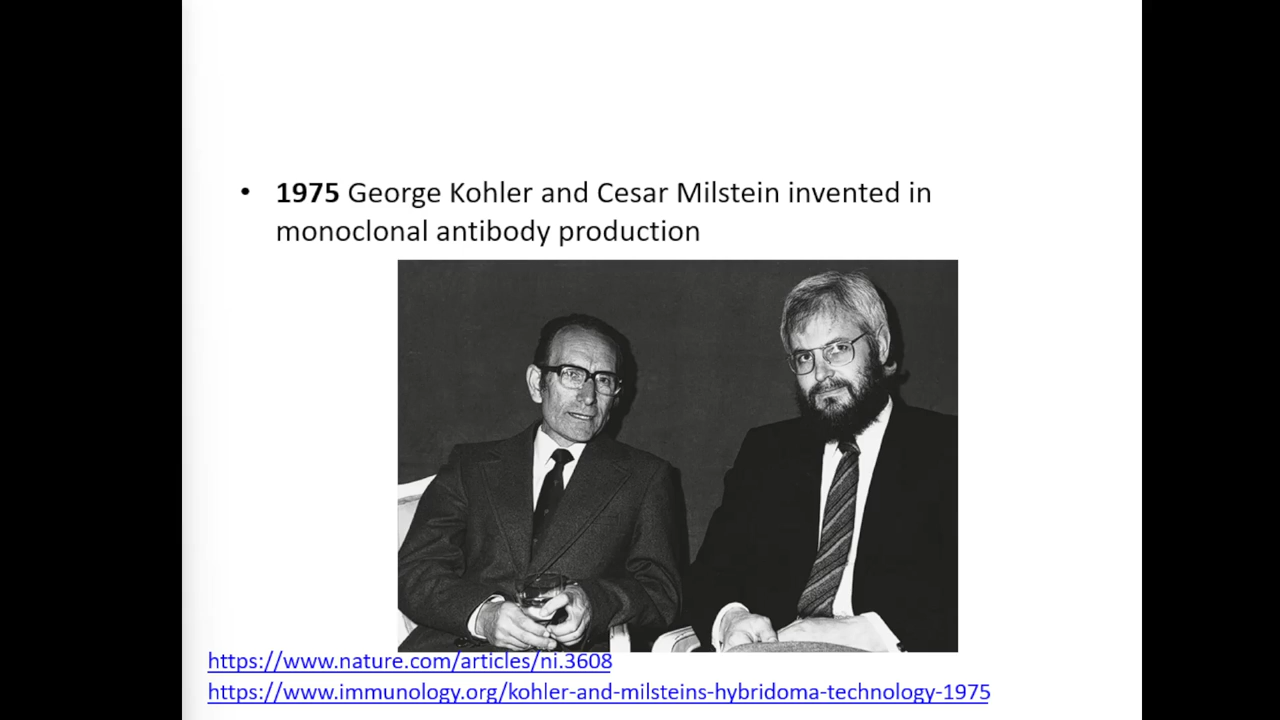 • 1975 George Kohler and Cesar Milstein invented in
monoclonal antibody production
https://www.nature.com/articles/ni.3608
https://www.immunology.org/kohler-and-milsteins-hybridoma-technology-1975